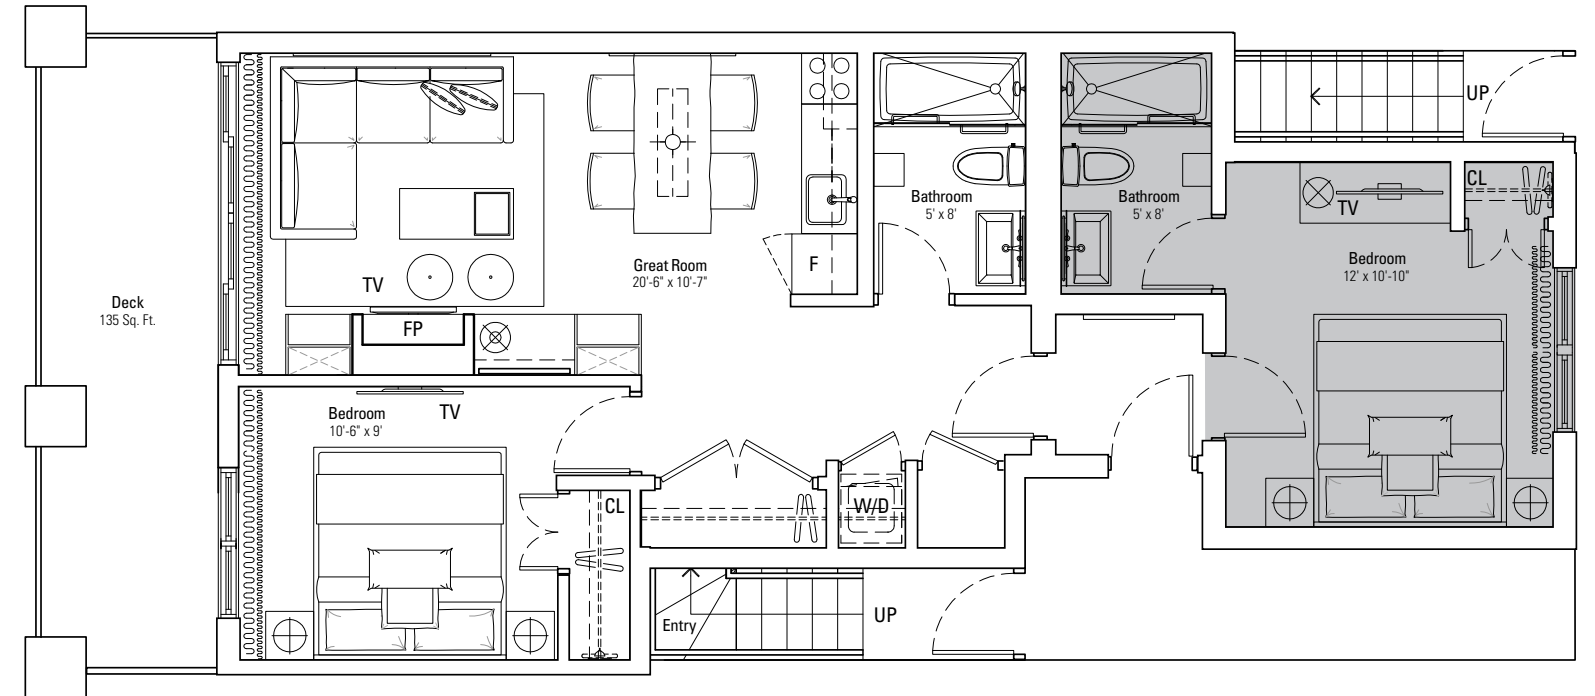 UP
CL
TV
Bathroom
5' x 8'
Bathroom
5' x 8'
Bedroom
12' x 10'-10"
F
Great Room
20'-6" x 10'-7"
TV
Deck
135 Sq. Ft.
FP
TV
Bedroom
10'-6" x 9'
CL
W/D
UP
Entry